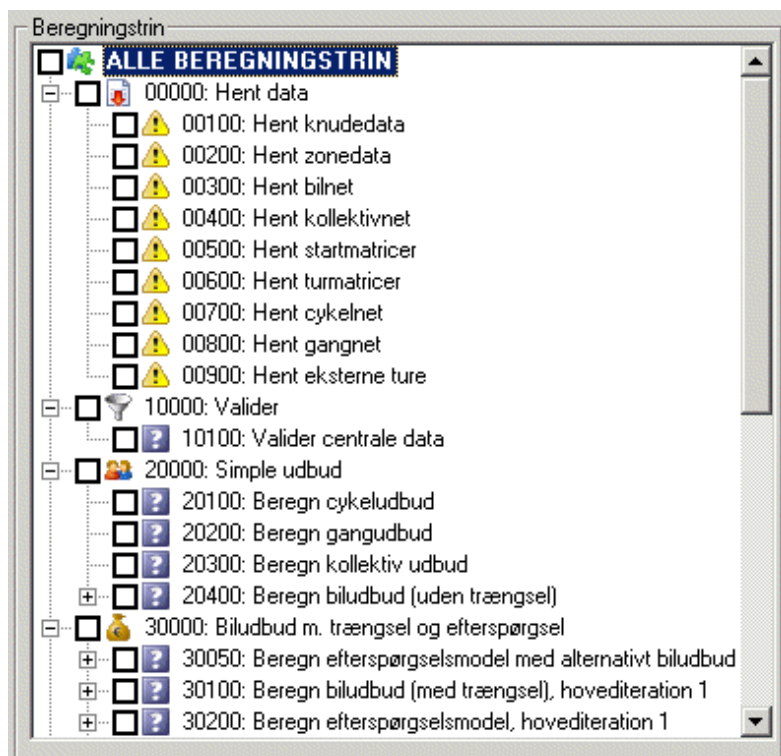 Beregningstrin
ALLE BEREGNINGSTRIN
00000: Hent data
00100: Hent knudedata
00200: Hent zonedata
00300: Hent bilnet
00400: Hent kollektivnet
00500: Hent startmatricer
00600: Hent turmatricer
00700: Hent cykelnet
00800: Hent gangnet
00900: Hent eksterne ture
10000: Valider
10100: Valider centrale data
20000: Simple udbud
20100: Beregn cykeludbud
20200: Beregn gangudbud
20300: Beregn kollektiv udbud
20400: Beregn biludbud (uden trængsel)
30000: Biludbud m. trængsel og efterspørgsel
30050: Beregn efterspørgselsmodel med alternativt biludbud
30100: Beregn biludbud (med trængsel), hovediteration 1
30200: Beregn efterspørgselsmodel, hovediteration 1